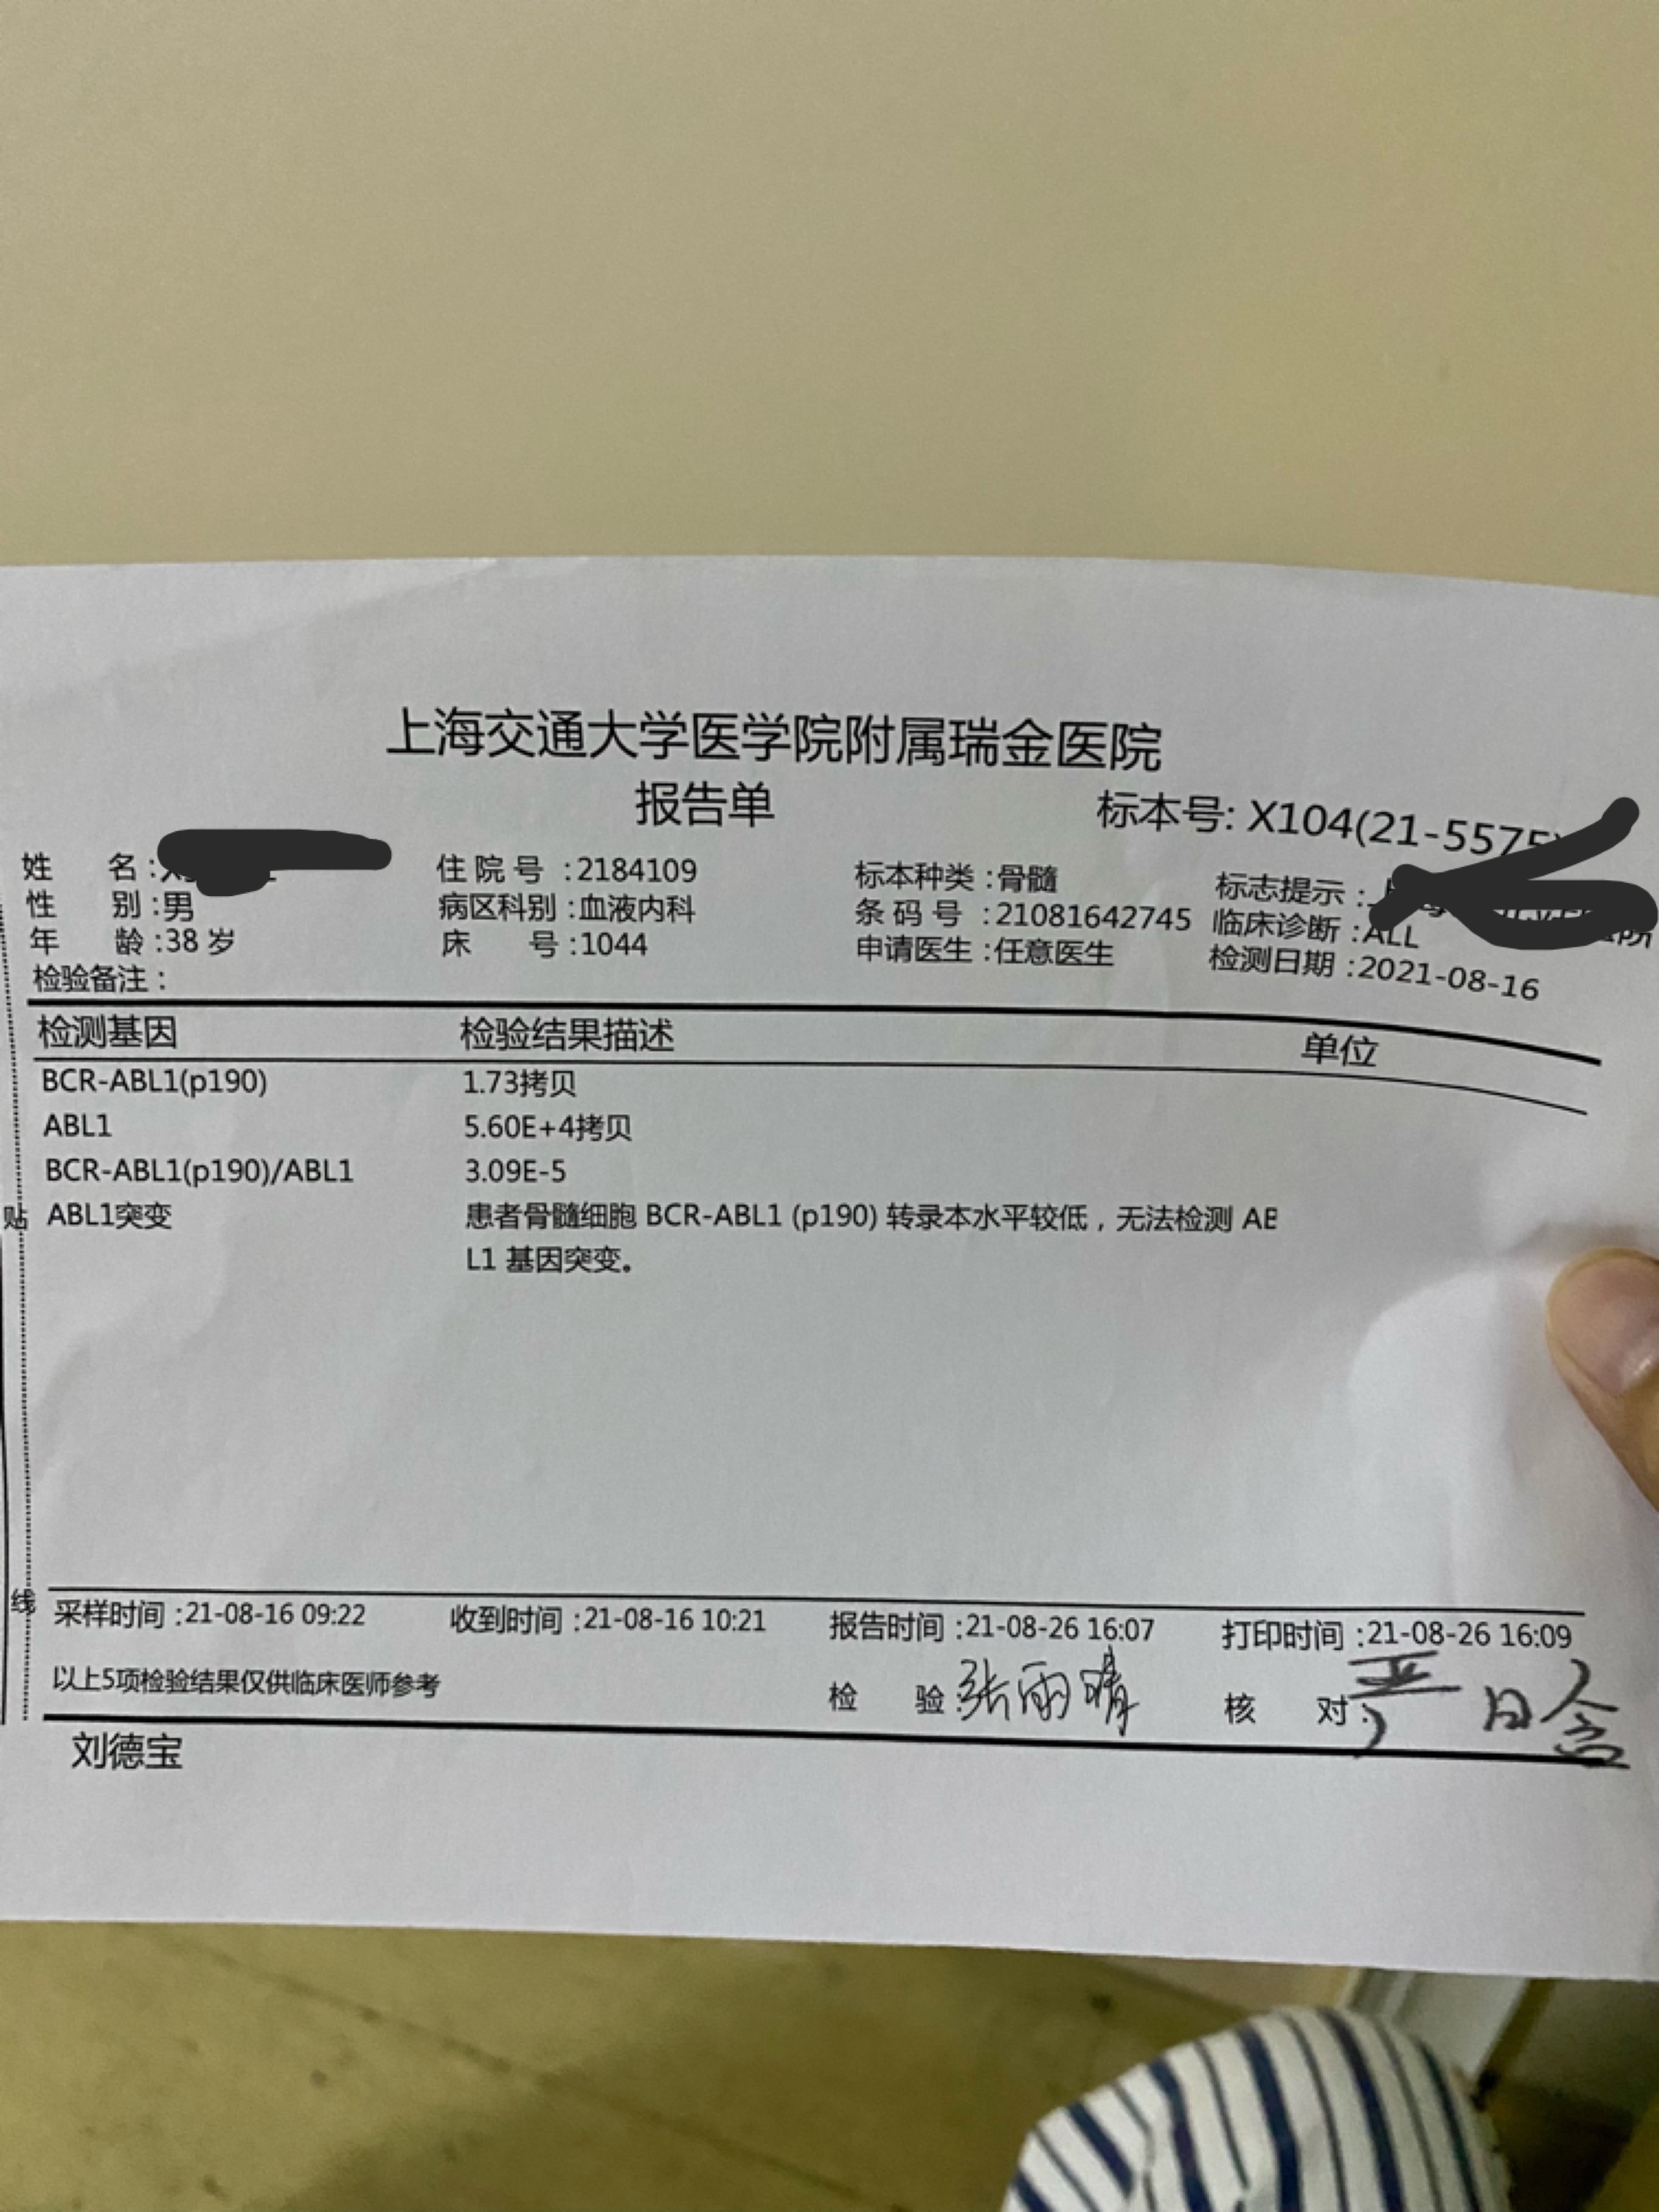 上海交通大学医学院附属瑞金医院
报告单
标本号: X104(21-5575)
姓 名: 住院号:2184109 标本种类:骨髓 标志提示:
性 别:男 病区科别:血液内科 条码号:21081642745 临床诊断:ALL
年 龄:38岁 床 号:1044 申请医生:任意医生 检测日期:2021-08-16
检验备注:
检测基因 检验结果描述 单位
BCR-ABL1(p190) 1.73拷贝
ABL1 5.60E+4拷贝
BCR-ABL1(p190)/ABL1 3.09E-5
ABL1突变 患者骨髓细胞 BCR-ABL1 (p190) 转录本水平较低，无法检测 AB
L1 基因突变。
贴
线
采样时间:21-08-16 09:22 收到时间:21-08-16 10:21 报告时间:21-08-26 16:07 打印时间:21-08-26 16:09
以上5项检验结果仅供临床医师参考 检 验:张雨晴 核 对:严日含
刘德宝